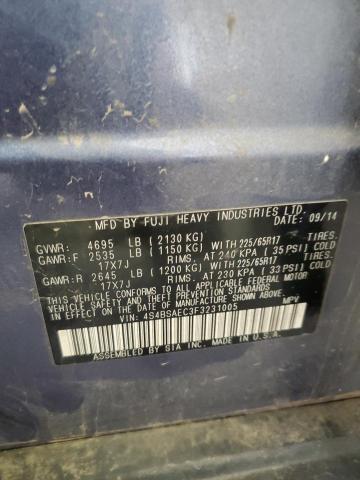 MFD BY FUJI HEAVY INDUSTRIES LTD.
DATE: 09/14
GVWR: 4695 LB ( 2130 KG)
GAWR:F 2535 LB ( 1150 KG) WITH 225/65R17 TIRES.
17X7J RIMS. AT 240 KPA ( 35 PSI) COLD
GAWR:R 2645 LB ( 1200 KG) WITH 225/65R17 TIRES.
17X7J RIMS. AT 230 KPA ( 33 PSI) COLD
THIS VEHICLE CONFORMS TO ALL APPLICABLE FEDERAL MOTOR
VEHICLE SAFETY AND THEFT PREVENTION STANDARDS
IN EFFECT ON THE DATE OF MANUFACTURE SHOWN ABOVE.
VIN: 4S4BSAEC3F3231005 MPV
ASSEMBLED BY SIA INC. MADE IN U.S.A.